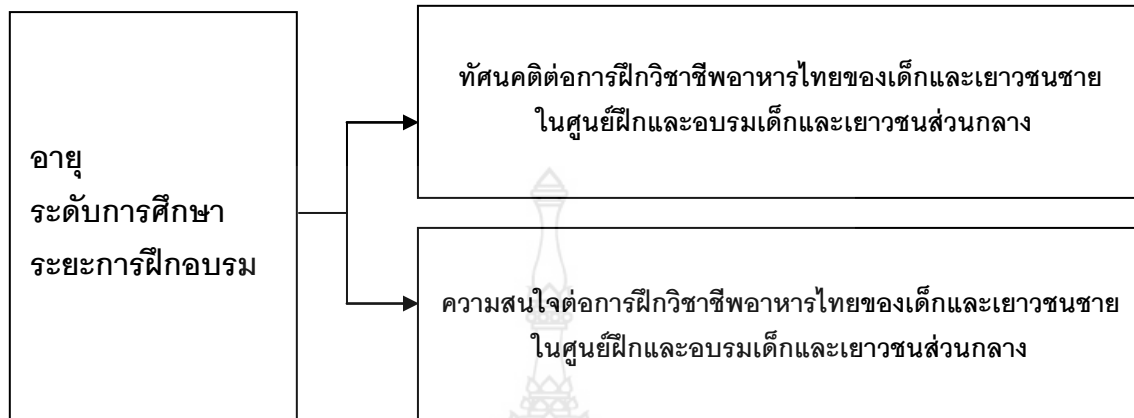 อายุ
ระดับการศึกษา
ระยะการฝึกอบรม
ทัศนคติต่อการฝึกวิชาชีพอาหารไทยของเด็กและเยาวชนชาย
ในศูนย์ฝึกและอบรมเด็กและเยาวชนส่วนกลาง
ความสนใจต่อการฝึกวิชาชีพอาหารไทยของเด็กและเยาวชนชาย
ในศูนย์ฝึกและอบรมเด็กและเยาวชนส่วนกลาง